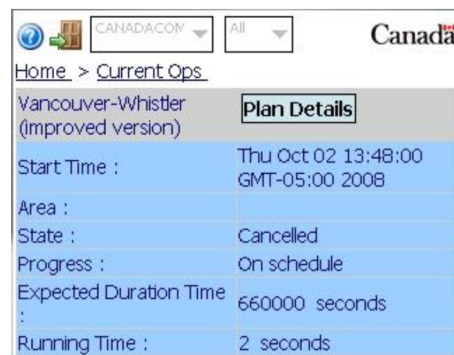 CANADACOM All Canada
Home > Current Ops
Vancouver-Whistler
(improved version)
Plan Details
Start Time :
Thu Oct 02 13:48:00
GMT-05:00 2008
Area :
State : Cancelled
Progress : On schedule
Expected Duration Time
:
660000 seconds
Running Time : 2 seconds